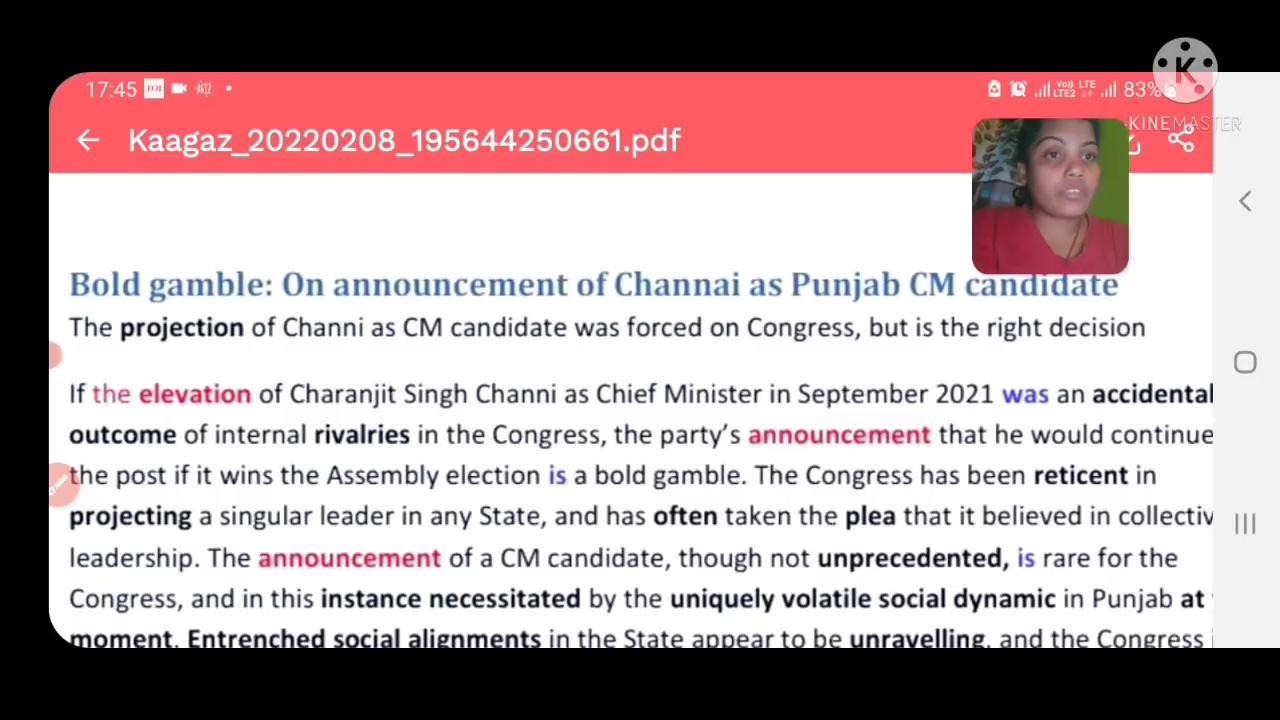 17:45 TOI Vo)) LTE LTE2 83%
KINEMASTER
Kaagaz_20220208_195644250661.pdf
Bold gamble: On announcement of Channai as Punjab CM candidate
The projection of Channi as CM candidate was forced on Congress, but is the right decision
If the elevation of Charanjit Singh Channi as Chief Minister in September 2021 was an accidental
outcome of internal rivalries in the Congress, the party's announcement that he would continue
the post if it wins the Assembly election is a bold gamble. The Congress has been reticent in
projecting a singular leader in any State, and has often taken the plea that it believed in collectiv
leadership. The announcement of a CM candidate, though not unprecedented, is rare for the
Congress, and in this instance necessitated by the uniquely volatile social dynamic in Punjab at
moment. Entrenched social alignments in the State appear to be unravelling, and the Congress